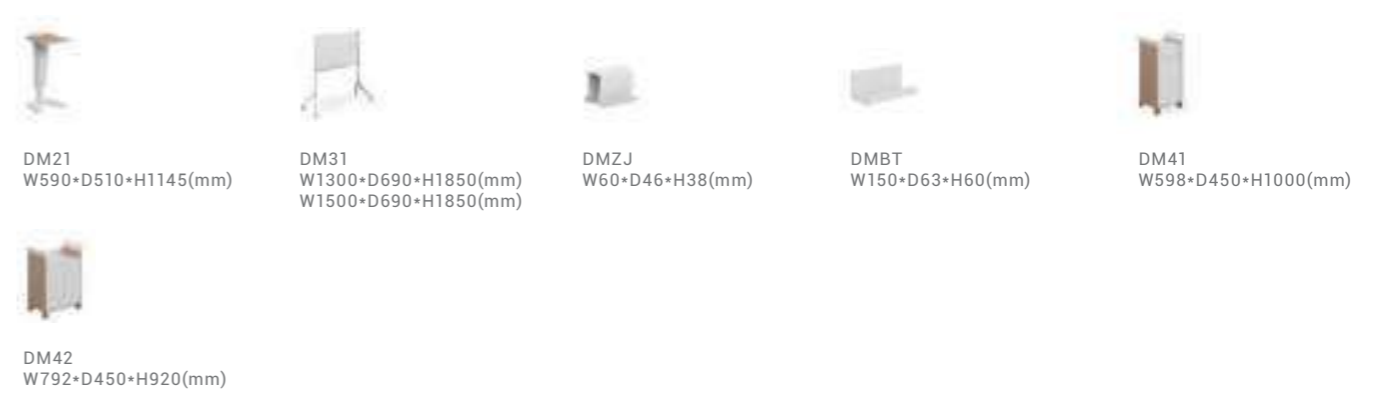 DM21
W590*D510*H1145(mm)
DM31
W1300*D690*H1850(mm)
W1500*D690*H1850(mm)
DMZJ
W60*D46*H38(mm)
DMBT
W150*D63*H60(mm)
DM41
W598*D450*H1000(mm)
DM42
W792*D450*H920(mm)